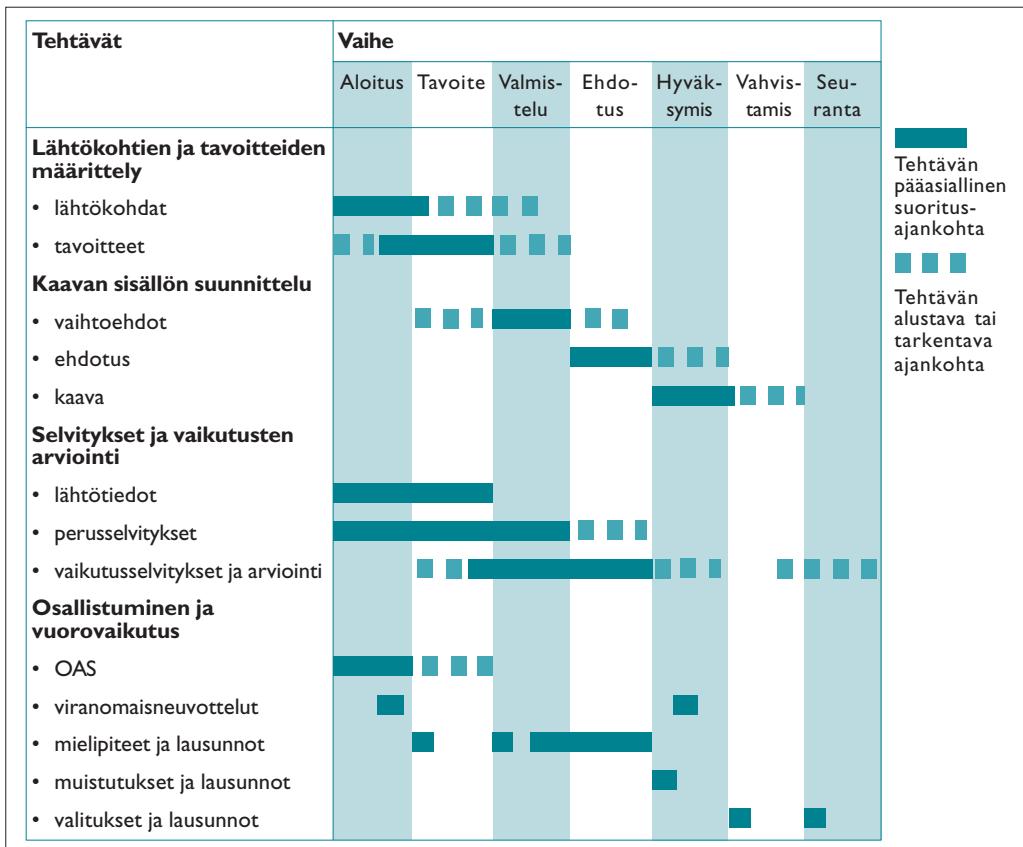 Tehtävät
Vaihe
Aloitus Tavoite Valmis- Ehdo- Hyväk- Vahvis- Seu-
telu tus symis tamis ranta
Lähtökohtien ja tavoitteiden
määrittely
• lähtökohdat
• tavoitteet
Kaavan sisällön suunnittelu
• vaihtoehdot
• ehdotus
• kaava
Selvitykset ja vaikutusten
arviointi
• lähtötiedot
• perusselvitykset
• vaikutusselvitykset ja arviointi
Osallistuminen ja
vuorovaikutus
• OAS
• viranomaisneuvottelut
• mielipiteet ja lausunnot
• muistutukset ja lausunnot
• valitukset ja lausunnot
Tehtävän
pääasiallinen
suoritus-
ajankohta
Tehtävän
alustava tai
tarkentava
ajankohta